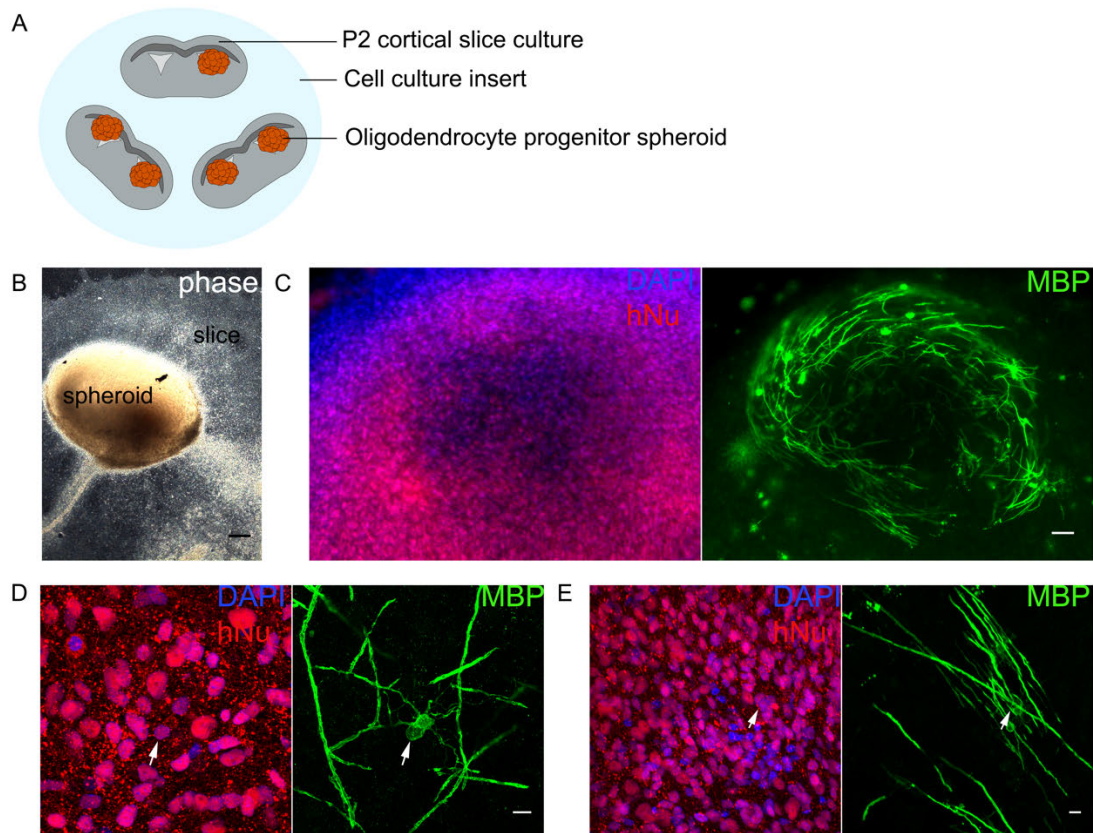 A
P2 cortical slice culture
Cell culture insert
Oligodendrocyte progenitor spheroid
B
phase
slice
spheroid
C
DAPI
hNu
MBP
D
DAPI
hNu
MBP
E
DAPI
hNu
MBP